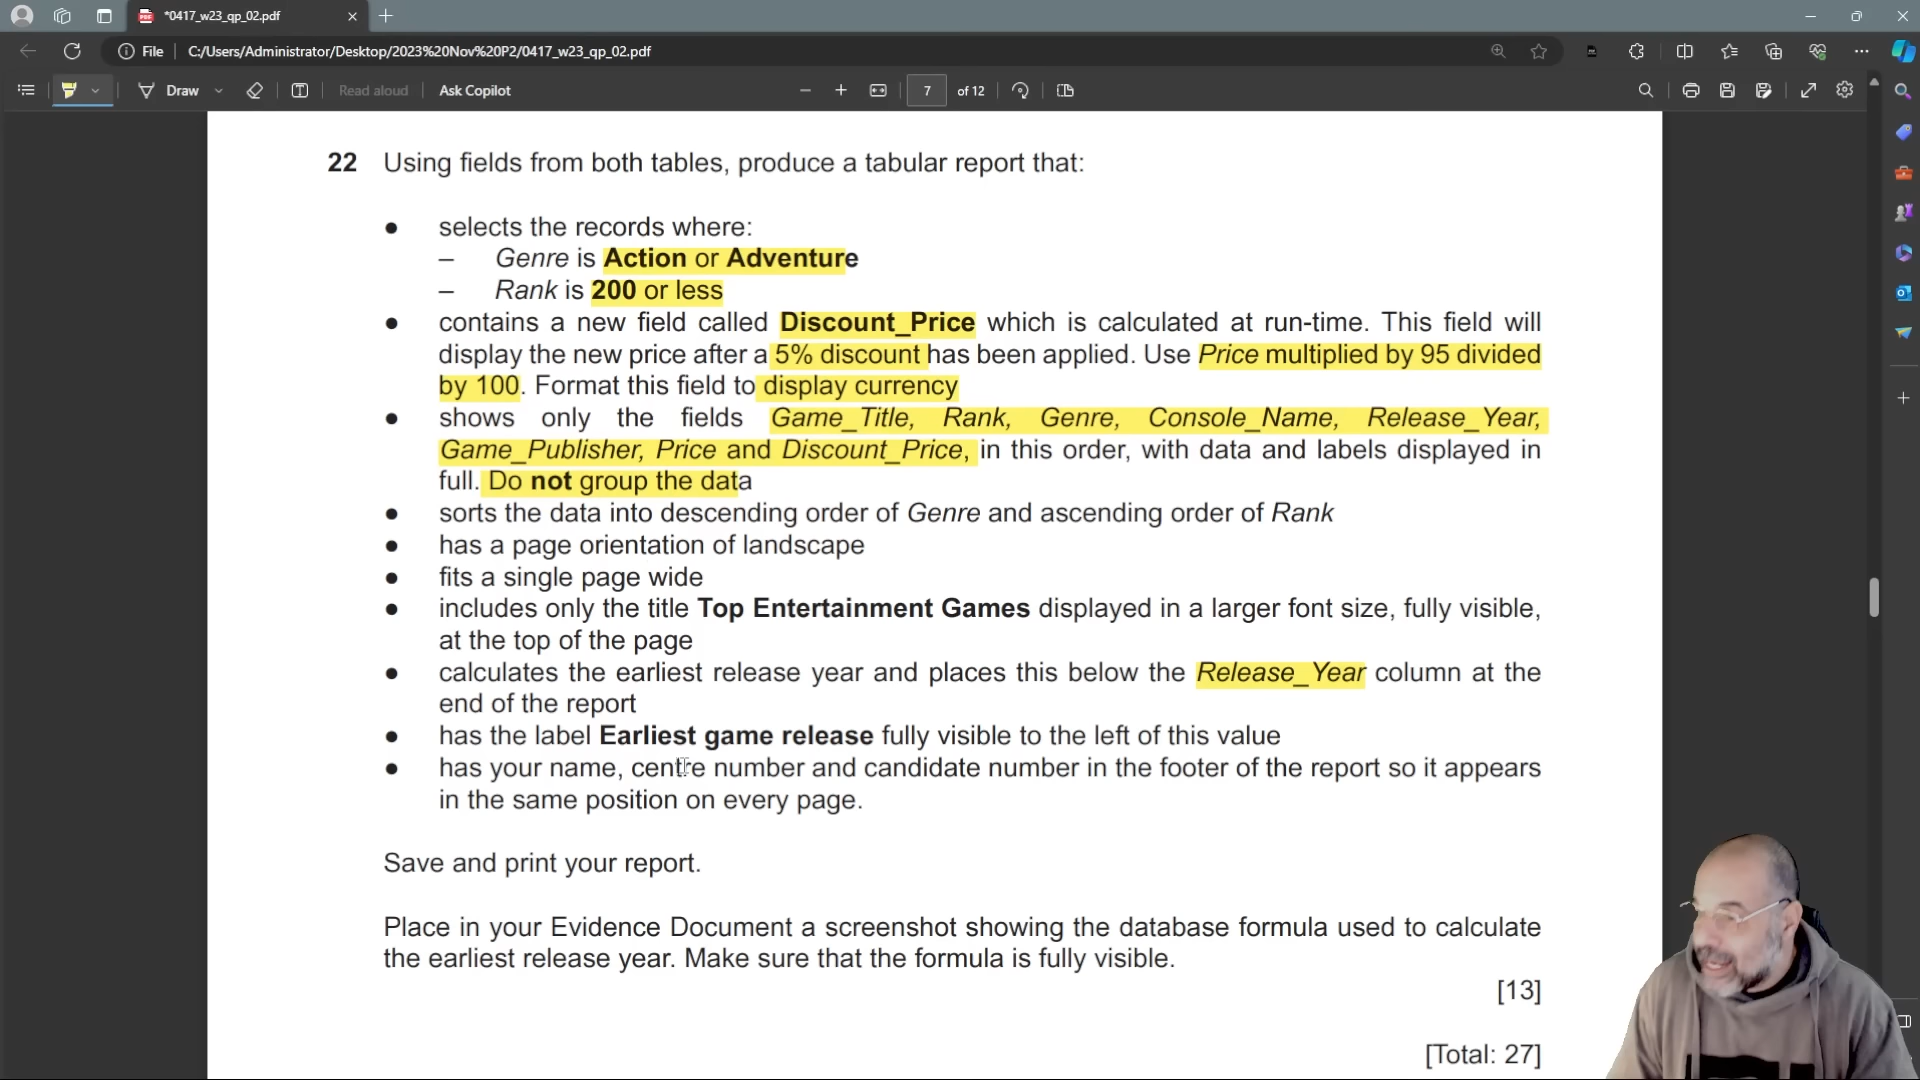 *0417_w23_qp_02.pdf
File C:/Users/Administrator/Desktop/2023%20Nov%20P2/0417_w23_qp_02.pdf
Draw Read aloud Ask Copilot 7 of 12
22 Using fields from both tables, produce a tabular report that:
● selects the records where:
– Genre is Action or Adventure
– Rank is 200 or less
● contains a new field called Discount_Price which is calculated at run-time. This field will
display the new price after a 5% discount has been applied. Use Price multiplied by 95 divided
by 100. Format this field to display currency
● shows only the fields Game_Title, Rank, Genre, Console_Name, Release_Year,
Game_Publisher, Price and Discount_Price, in this order, with data and labels displayed in
full. Do not group the data
● sorts the data into descending order of Genre and ascending order of Rank
● has a page orientation of landscape
● fits a single page wide
● includes only the title Top Entertainment Games displayed in a larger font size, fully visible,
at the top of the page
● calculates the earliest release year and places this below the Release_Year column at the
end of the report
● has the label Earliest game release fully visible to the left of this value
● has your name, centre number and candidate number in the footer of the report so it appears
in the same position on every page.
Save and print your report.
Place in your Evidence Document a screenshot showing the database formula used to calculate
the earliest release year. Make sure that the formula is fully visible.
[13]
[Total: 27]